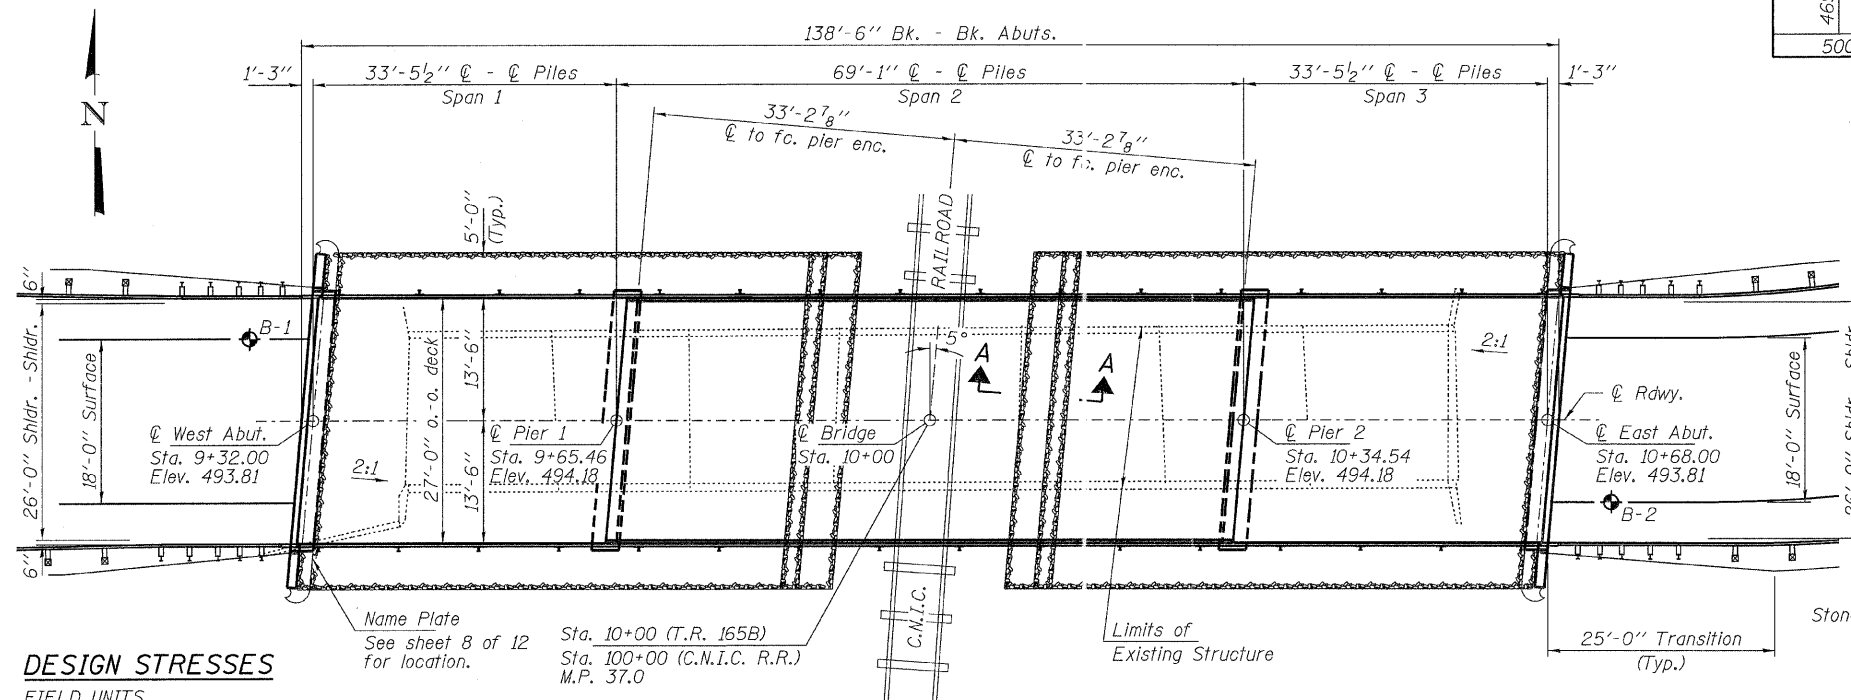 138'-6" Bk. - Bk. Abuts.
469
500
1'-3"
33'-5½" ℄ - ℄ Piles
Span 1
69'-1" ℄ - ℄ Piles
Span 2
33'-5½" ℄ - ℄ Piles
Span 3
1'-3"
N
33'-2⅞"
℄ to fc. pier enc.
33'-2⅞"
℄ to fc. pier enc.
5'-0"
(Typ.)
RAILROAD
6"
26'-0" Shldr. - Shldr.
18'-0" Surface
6"
B-1
27'-0" o.-o. deck
13'-6"
13'-6"
5°
A
A
2:1
℄ Rdwy.
18'-0" Surface
26'-0" Shldr. - Shldr.
℄ West Abut.
Sta. 9+32.00
Elev. 493.81
2:1
℄ Pier 1
Sta. 9+65.46
Elev. 494.18
℄ Bridge
Sta. 10+00
℄ Pier 2
Sta. 10+34.54
Elev. 494.18
℄ East Abut.
Sta. 10+68.00
Elev. 493.81
B-2
C.N.I.C.
Name Plate
See sheet 8 of 12
for location.
Sta. 10+00 (T.R. 165B)
Sta. 100+00 (C.N.I.C. R.R.)
M.P. 37.0
Limits of
Existing Structure
25'-0" Transition
(Typ.)
Ston
DESIGN STRESSES
FIELD UNITS